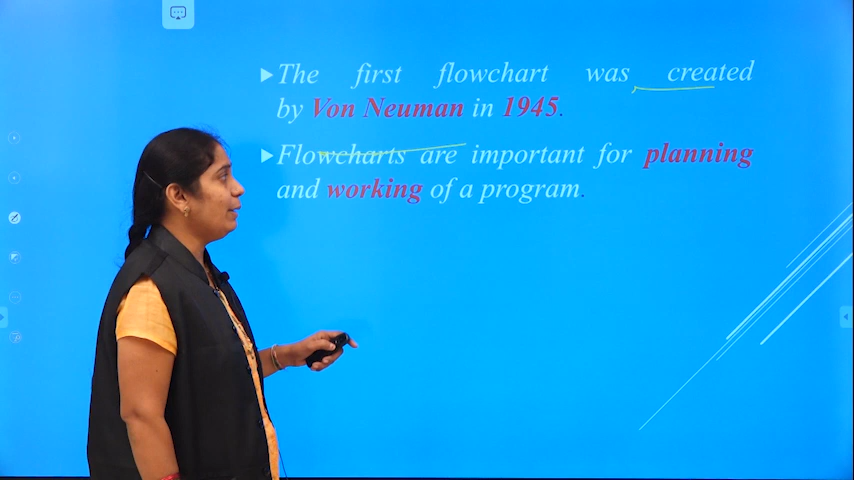 ▶The first flowchart was created
by Von Neuman in 1945.
▶Flowcharts are important for planning
and working of a program.